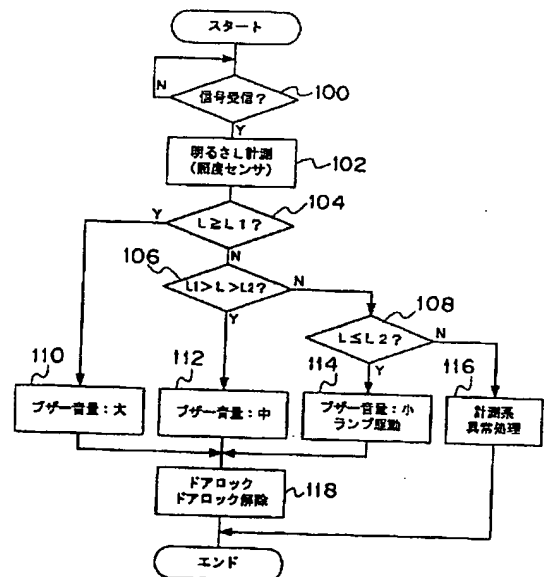 スタート
N
信号受信?
100
Y
明るさL計測
(照度センサ)
102
104
Y
L≧L1?
N
106
L1>L>L2?
N
Y
108
L≦L2?
N
Y
110
ブザー音量:大
112
ブザー音量:中
114
ブザー音量:小
ランプ駆動
116
計測系
異常処理
ドアロック
ドアロック解除
118
エンド